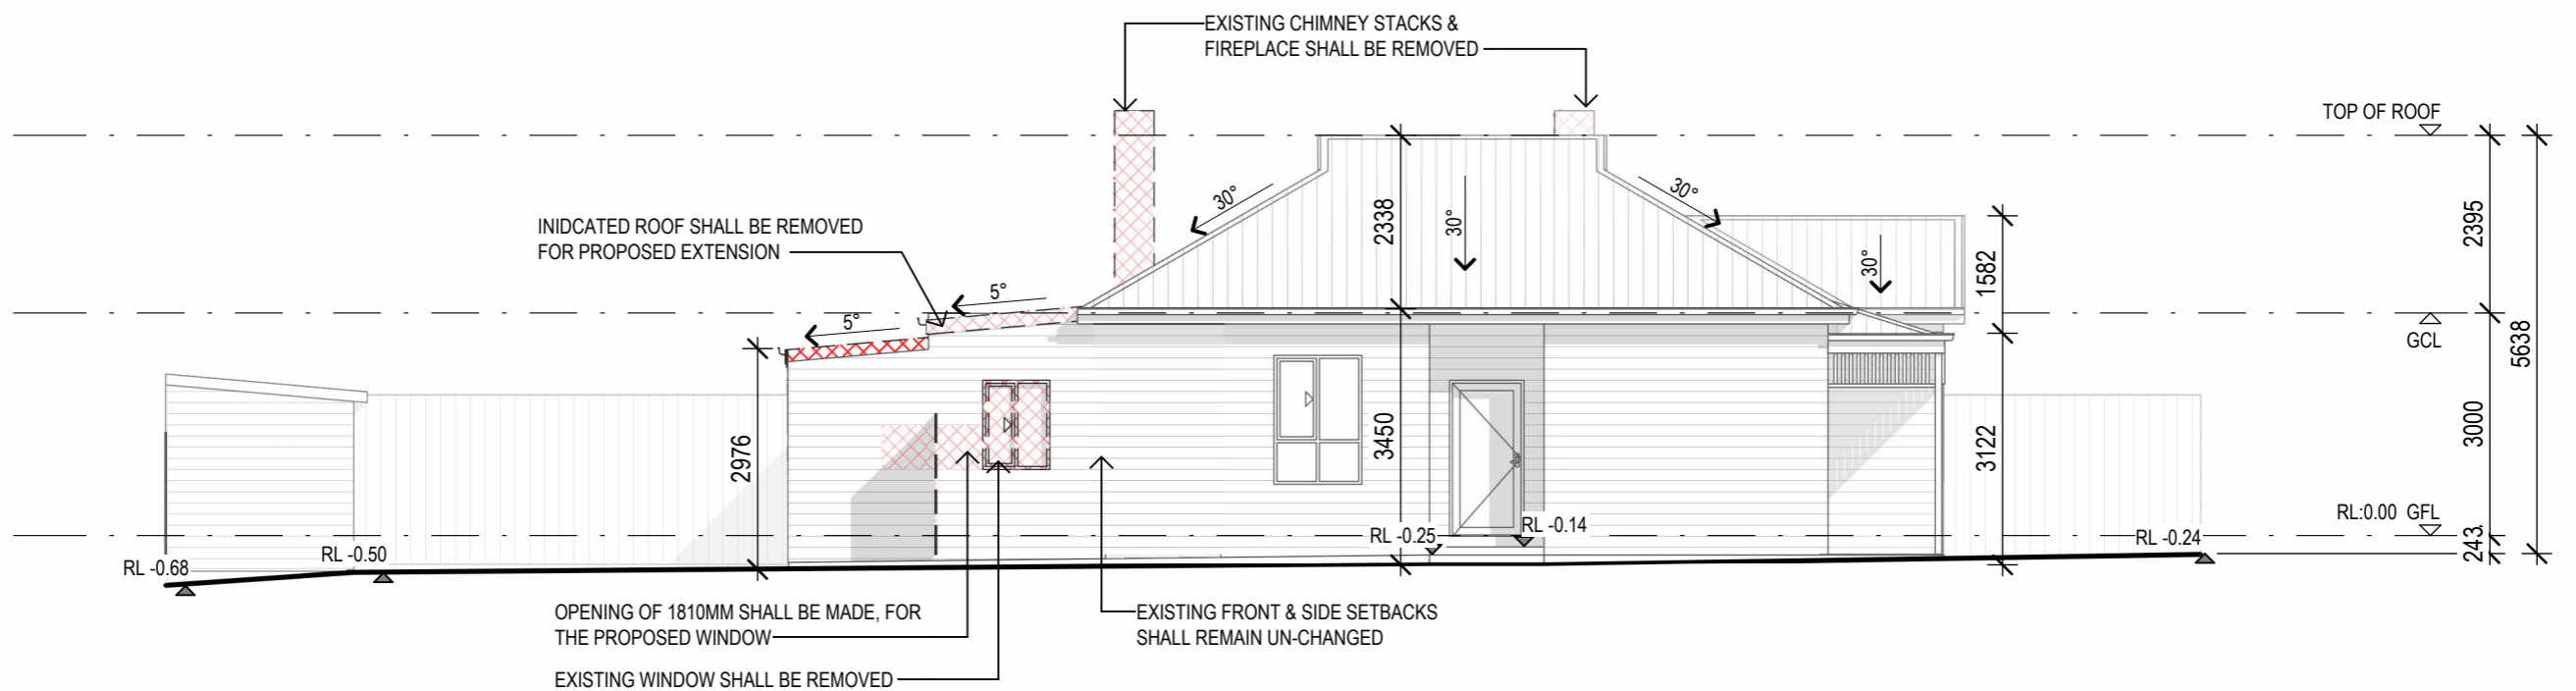 EXISTING CHIMNEY STACKS &
FIREPLACE SHALL BE REMOVED
TOP OF ROOF
INIDCATED ROOF SHALL BE REMOVED
FOR PROPOSED EXTENSION
30°
30°
30°
30°
5°
5°
2338
1582
2395
GCL
5638
2976
3450
3122
3000
RL:0.00 GFL
RL -0.68
RL -0.50
RL -0.25
RL -0.14
RL -0.24
243
OPENING OF 1810MM SHALL BE MADE, FOR
THE PROPOSED WINDOW
EXISTING WINDOW SHALL BE REMOVED
EXISTING FRONT & SIDE SETBACKS
SHALL REMAIN UN-CHANGED